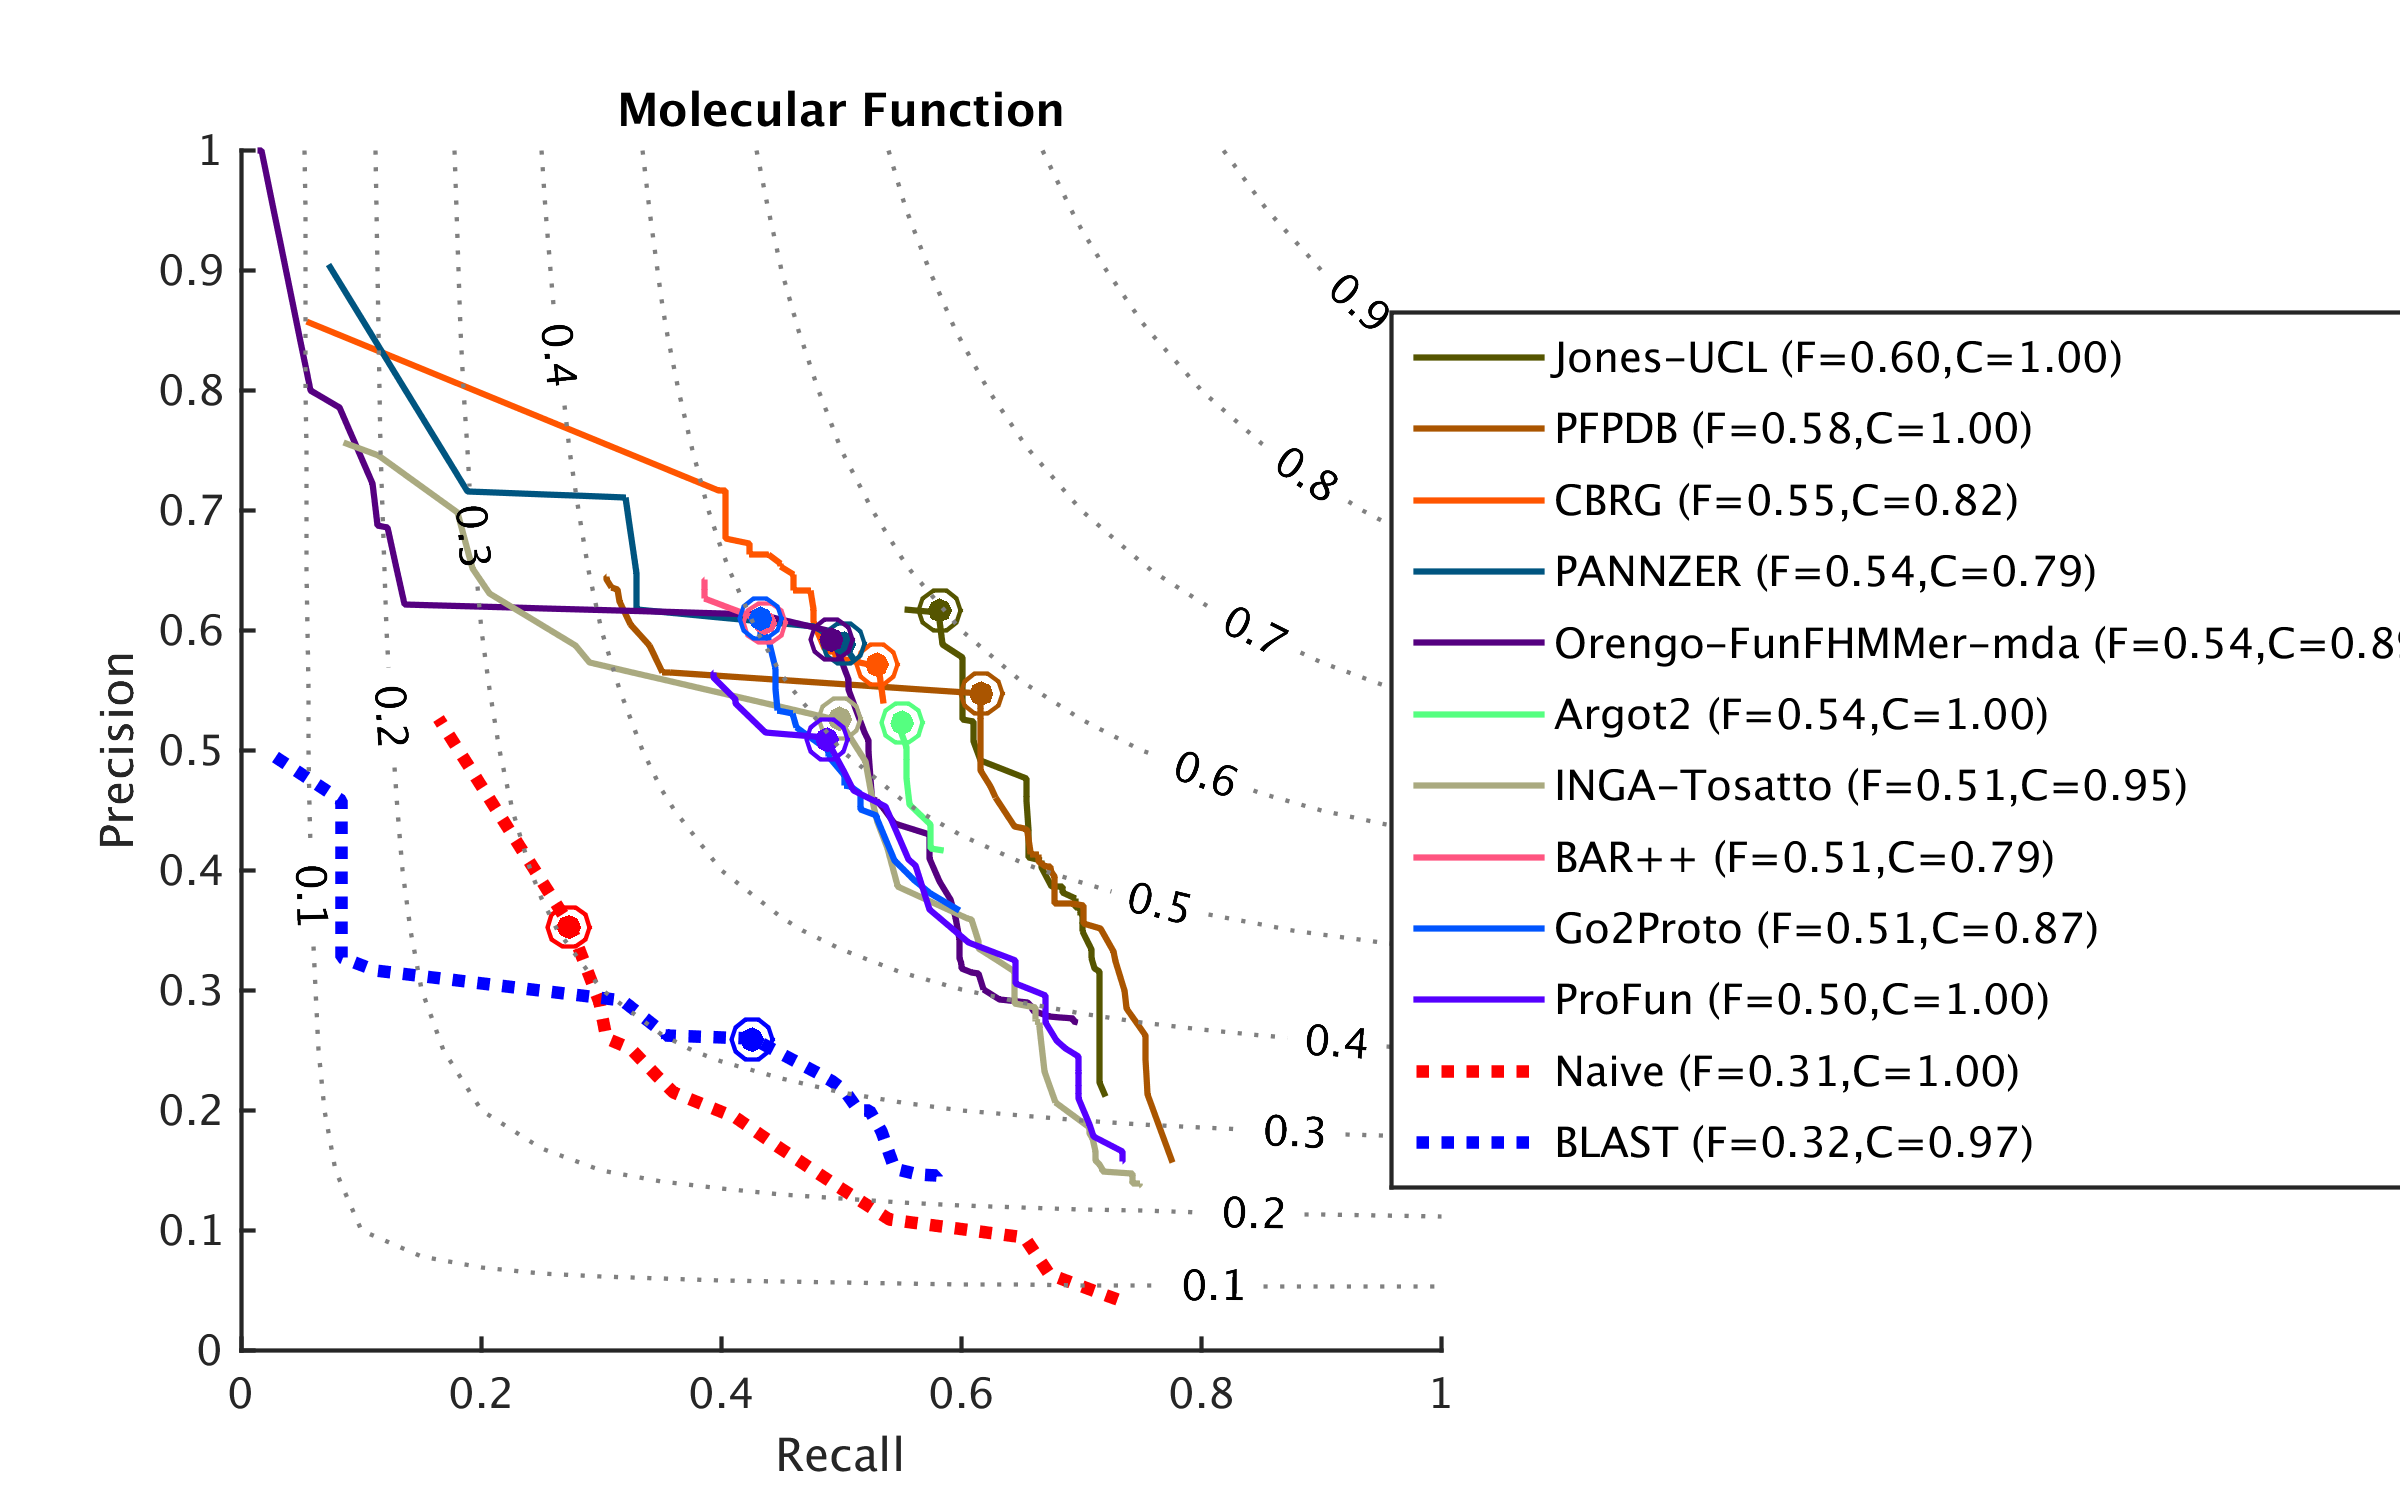 Molecular Function
Precision
1
0.9
0.8
0.7
0.6
0.5
0.4
0.3
0.2
0.1
0
0
0.2
0.4
0.6
0.8
1
Recall
0.4
0.3
0.2
0.1
0.9
0.8
0.7
0.6
0.5
0.4
0.3
0.2
0.1
Jones-UCL (F=0.60,C=1.00)
PFPDB (F=0.58,C=1.00)
CBRG (F=0.55,C=0.82)
PANNZER (F=0.54,C=0.79)
Orengo-FunFHMMer-mda (F=0.54,C=0.89
Argot2 (F=0.54,C=1.00)
INGA-Tosatto (F=0.51,C=0.95)
BAR++ (F=0.51,C=0.79)
Go2Proto (F=0.51,C=0.87)
ProFun (F=0.50,C=1.00)
Naive (F=0.31,C=1.00)
BLAST (F=0.32,C=0.97)